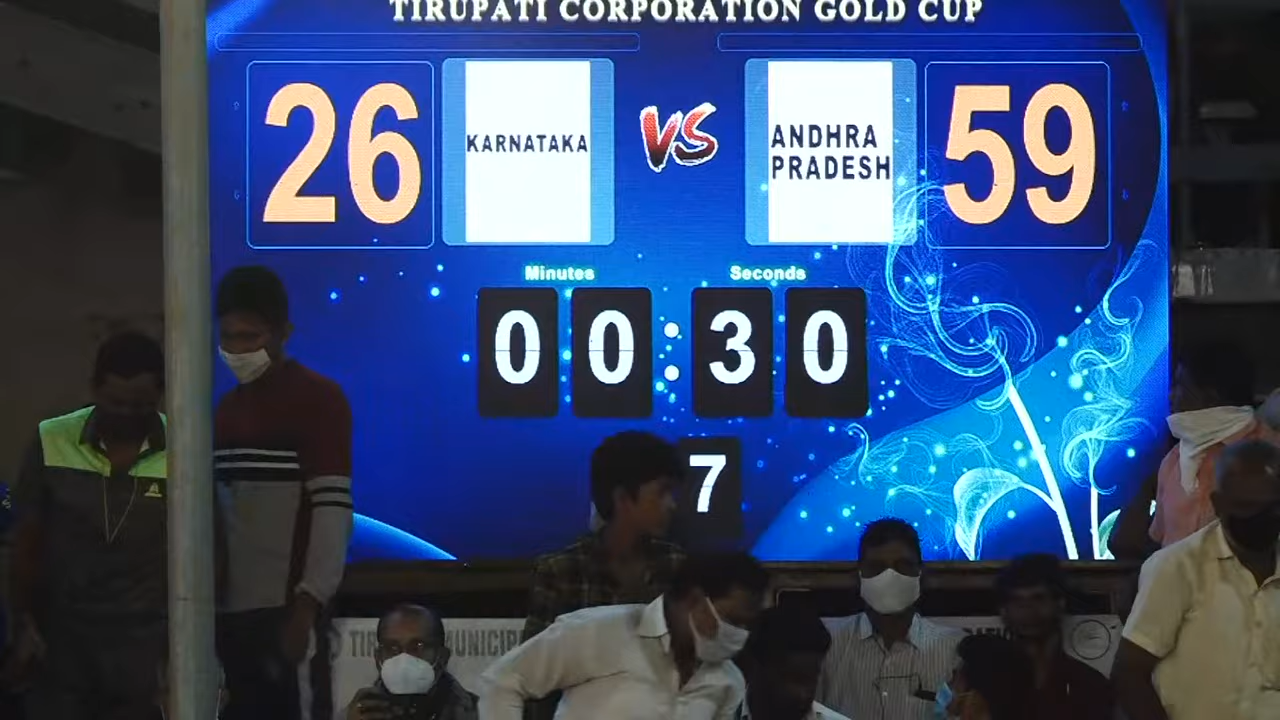 TIRUPATI CORPORATION GOLD CUP
26
KARNATAKA
VS
ANDHRA
PRADESH
59
Minutes
Seconds
00:30
7